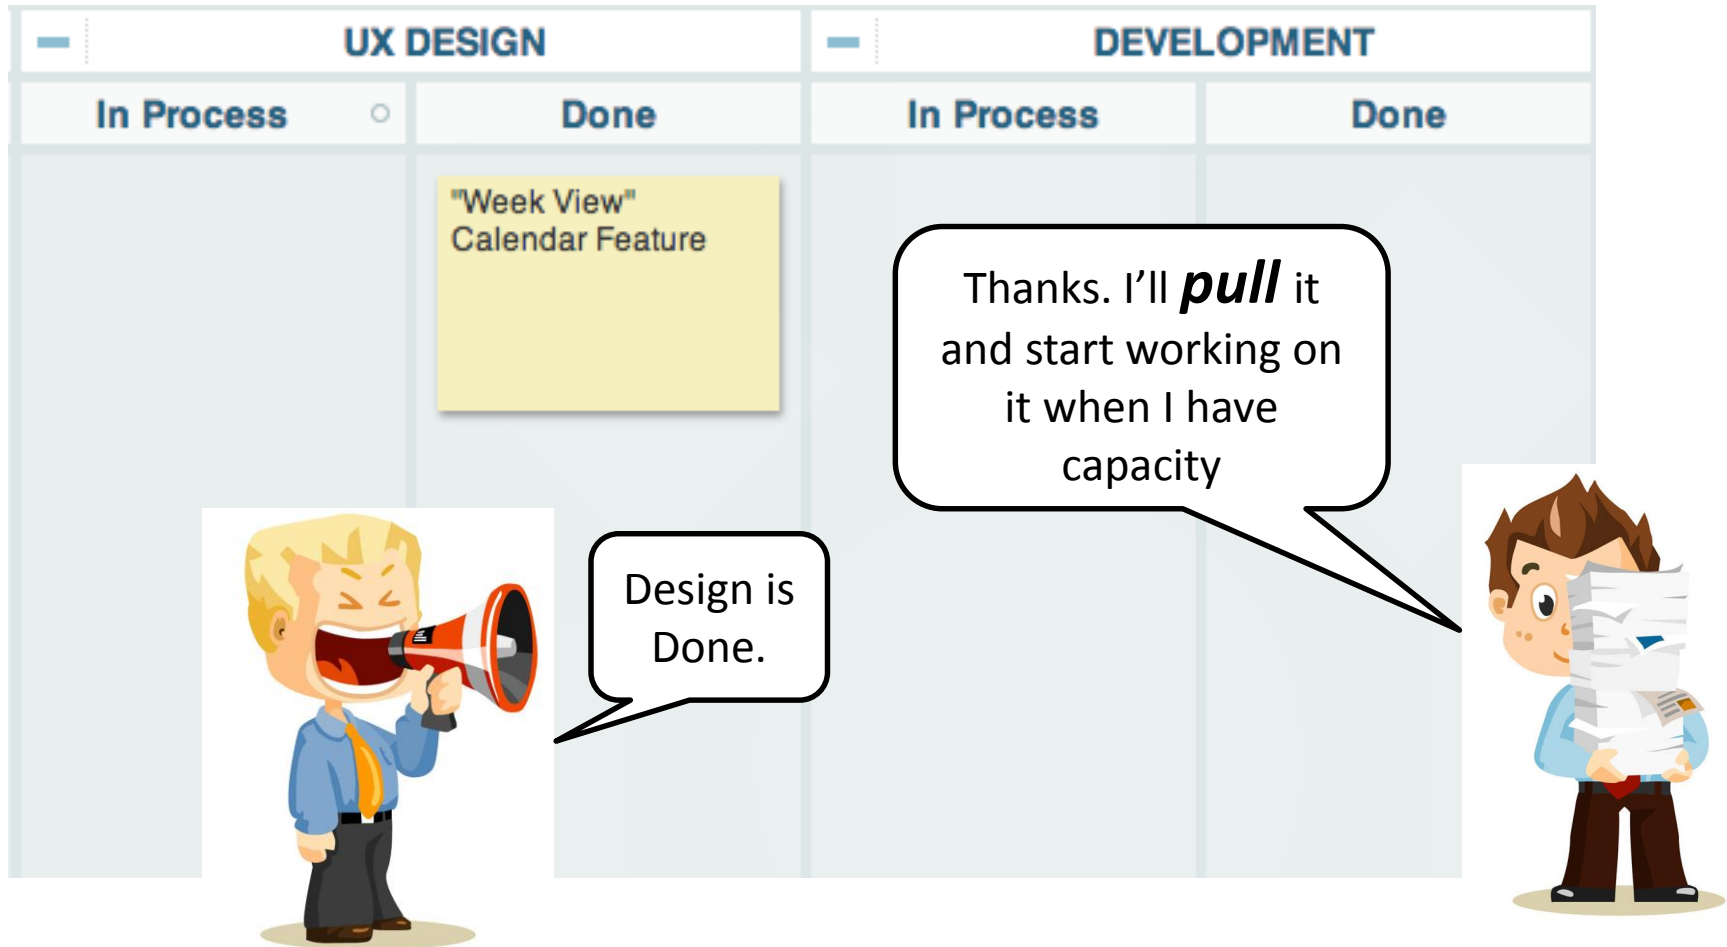 UX DESIGN
DEVELOPMENT
In Process
Done
In Process
Done
"Week View"
Calendar Feature
Thanks. I’ll pull it
and start working on
it when I have
capacity
Design is
Done.